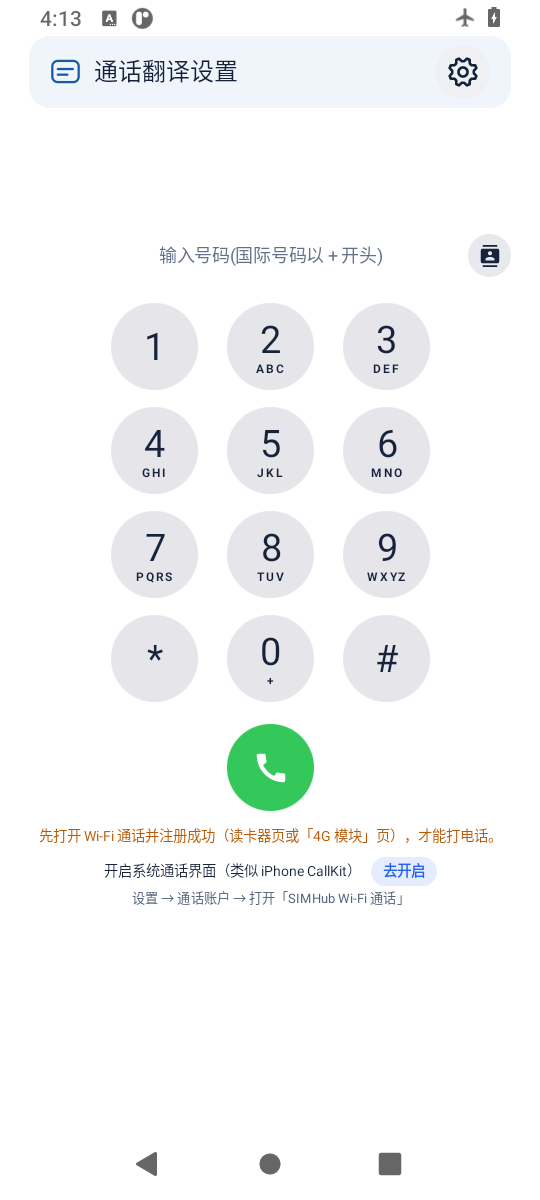 4:13
通话翻译设置
输入号码(国际号码以 + 开头)
1
2
ABC
3
DEF
4
GHI
5
JKL
6
MNO
7
PQRS
8
TUV
9
WXYZ
*
0
+
#
先打开 Wi-Fi 通话并注册成功（读卡器页或「4G 模块」页），才能打电话。
开启系统通话界面（类似 iPhone CallKit） 去开启
设置 → 通话账户 → 打开「SIMHub Wi-Fi 通话」